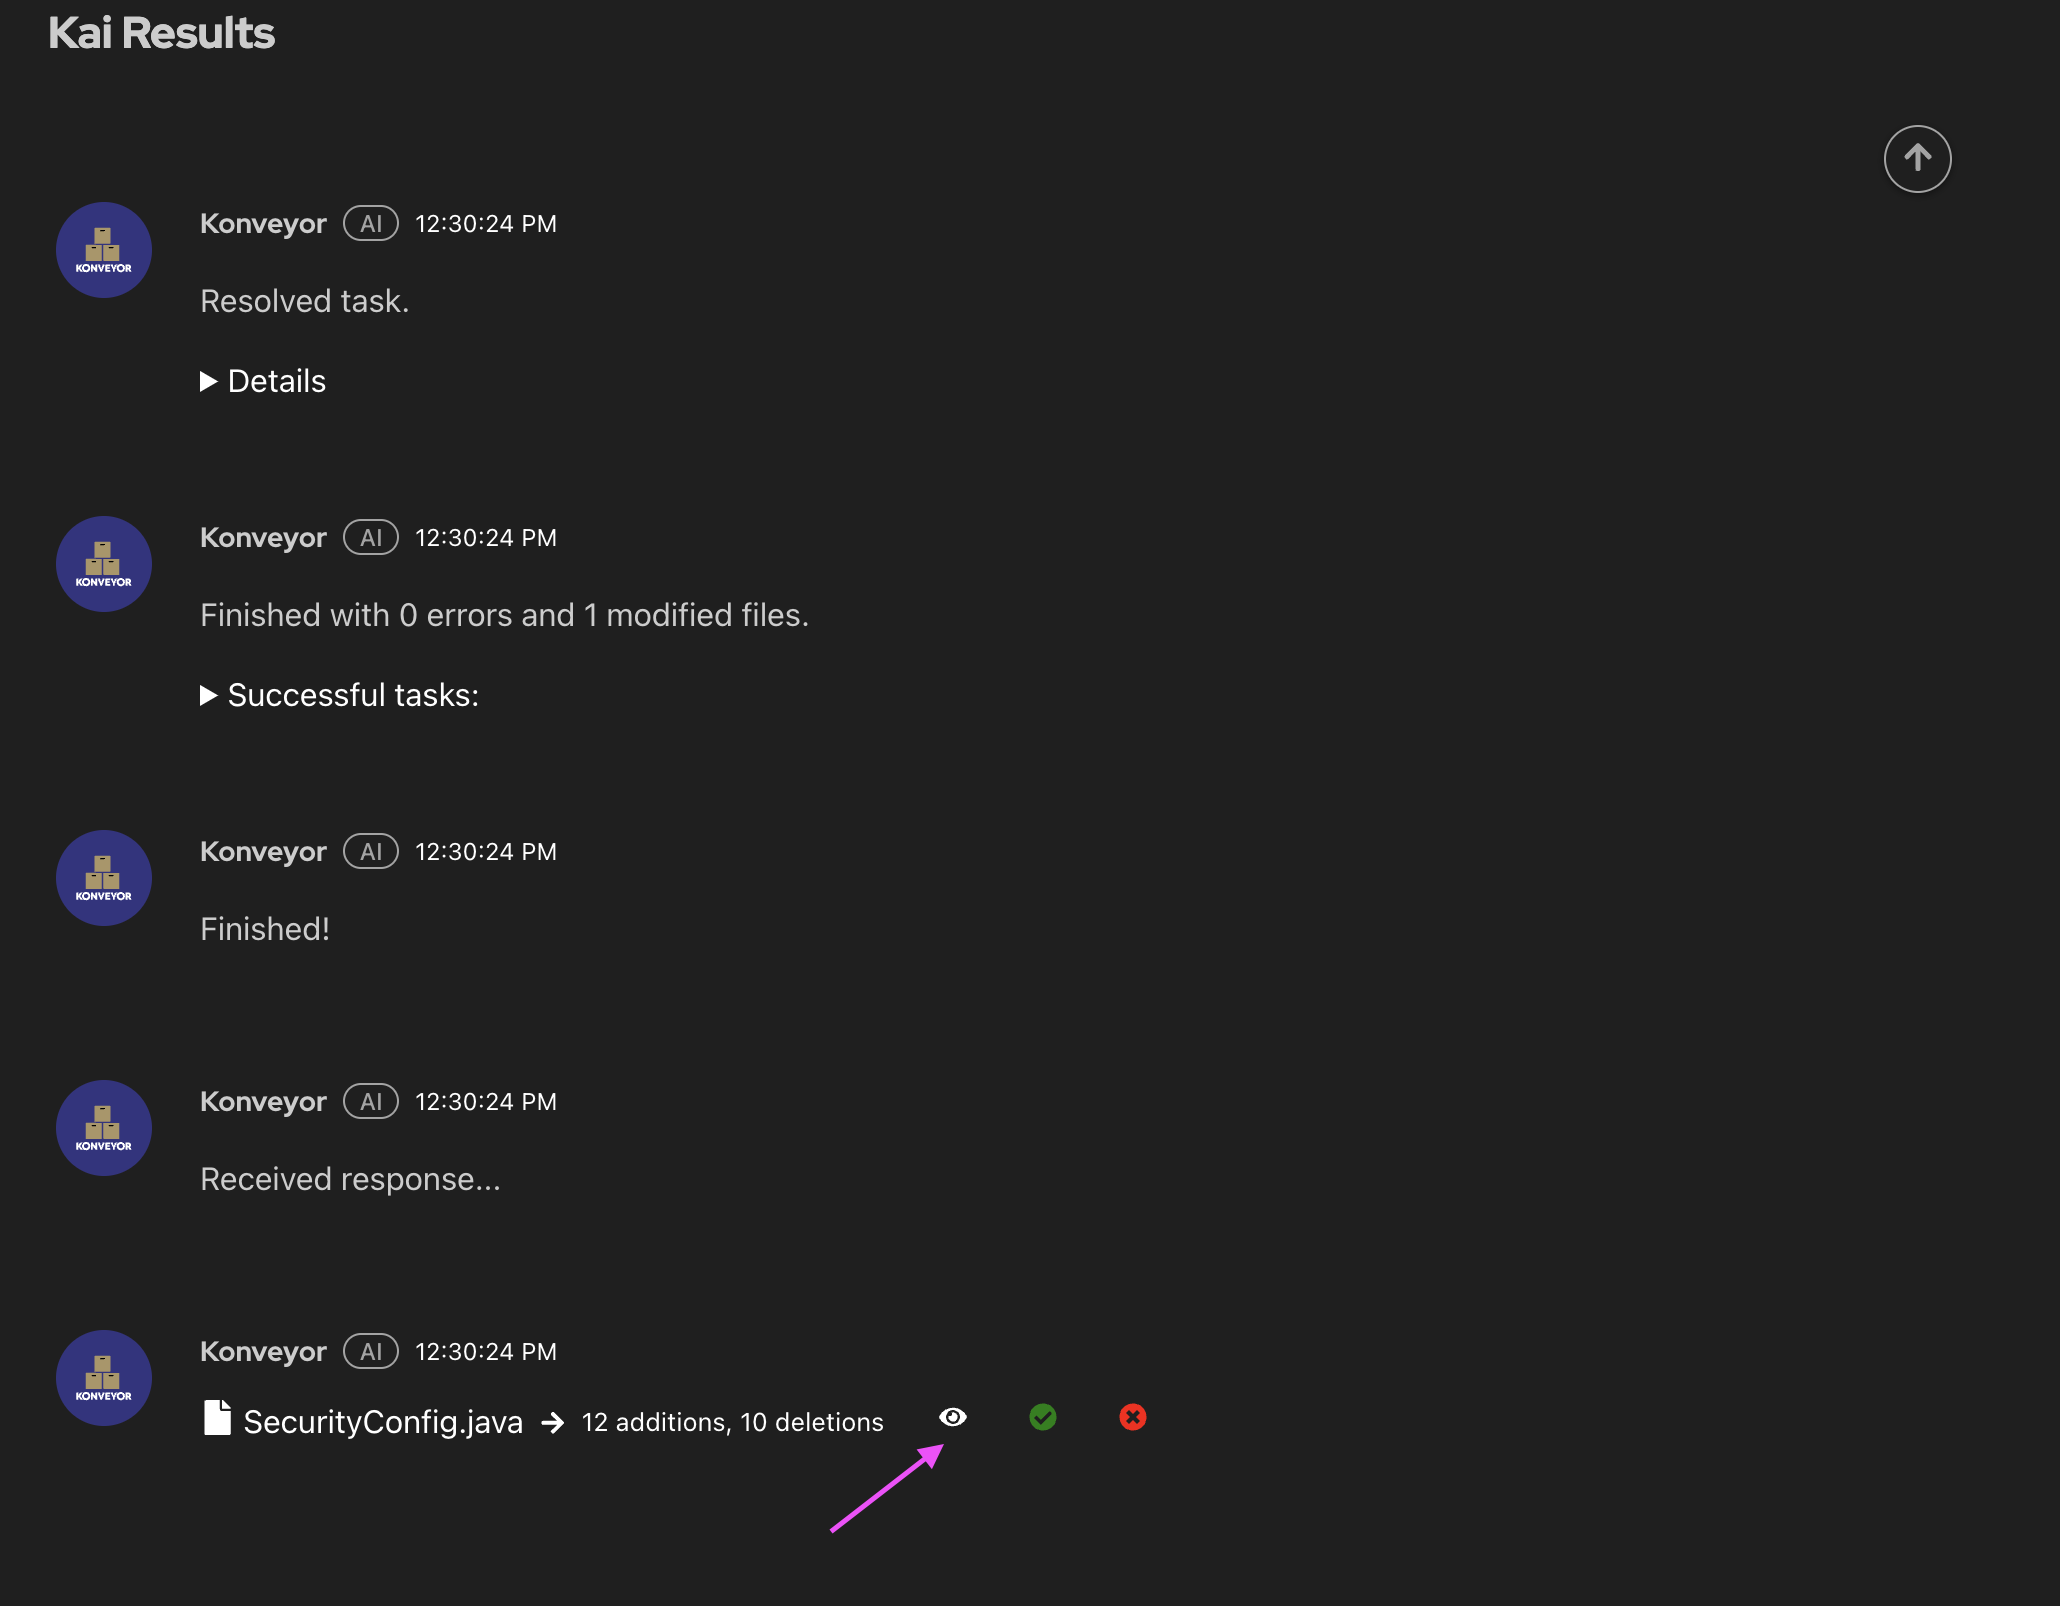 Kai Results
Konveyor AI 12:30:24 PM
KONVEYOR
Resolved task.
Details
Konveyor AI 12:30:24 PM
KONVEYOR
Finished with 0 errors and 1 modified files.
Successful tasks:
Konveyor AI 12:30:24 PM
KONVEYOR
Finished!
Konveyor AI 12:30:24 PM
KONVEYOR
Received response...
Konveyor AI 12:30:24 PM
KONVEYOR
SecurityConfig.java → 12 additions, 10 deletions